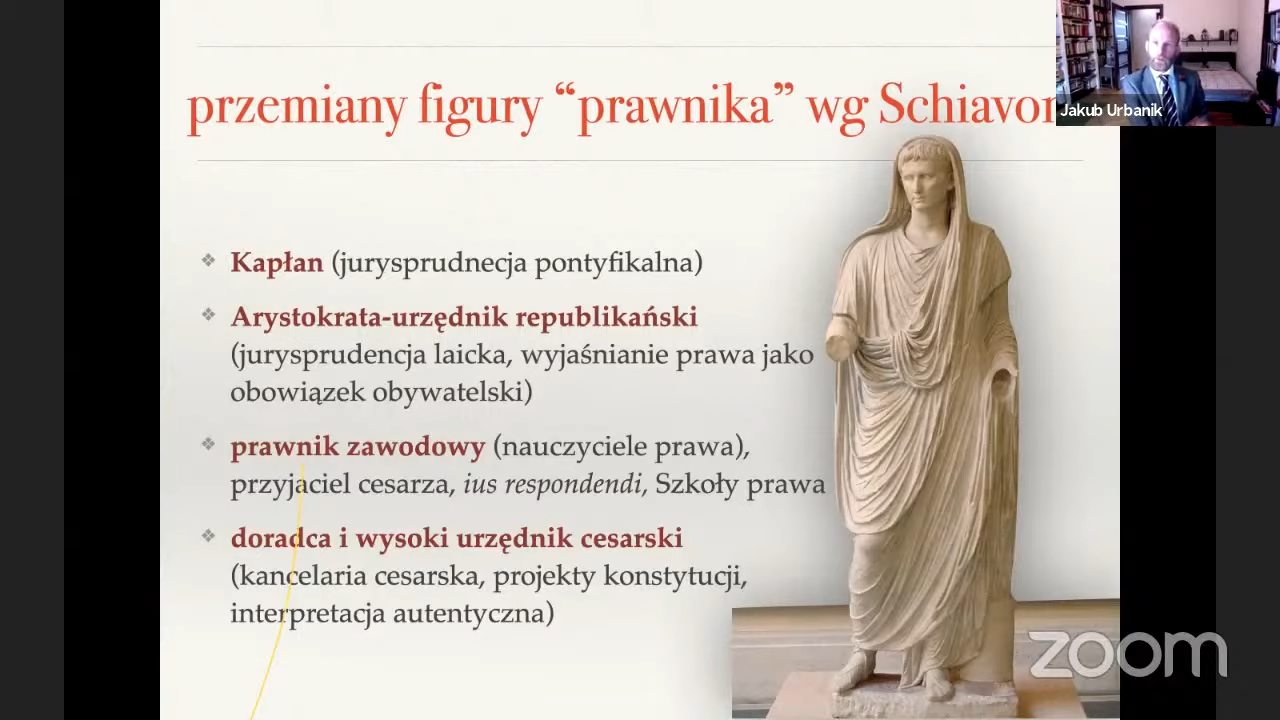 przemiany figury “prawnika” wg Schiavon
Jakub Urbanik
Kapłan (jurysprudnecja pontyfikalna)
Arystokrata-urzędnik republikański
(jurysprudencja laicka, wyjaśnianie prawa jako
obowiązek obywatelski)
prawnik zawodowy (nauczyciele prawa),
przyjaciel cesarza, ius respondendi, Szkoły prawa
doradca i wysoki urzędnik cesarski
(kancelaria cesarska, projekty konstytucji,
interpretacja autentyczna)
zoom